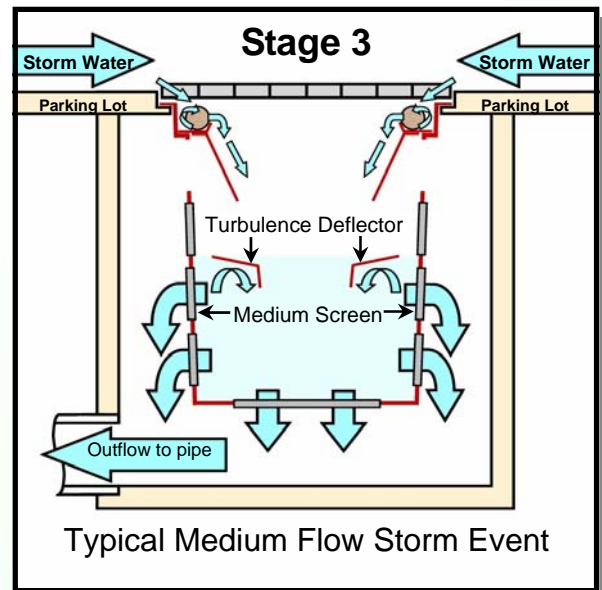 Stage 3
Storm Water
Storm Water
Parking Lot
Parking Lot
Turbulence Deflector
Medium Screen
Outflow to pipe
Typical Medium Flow Storm Event